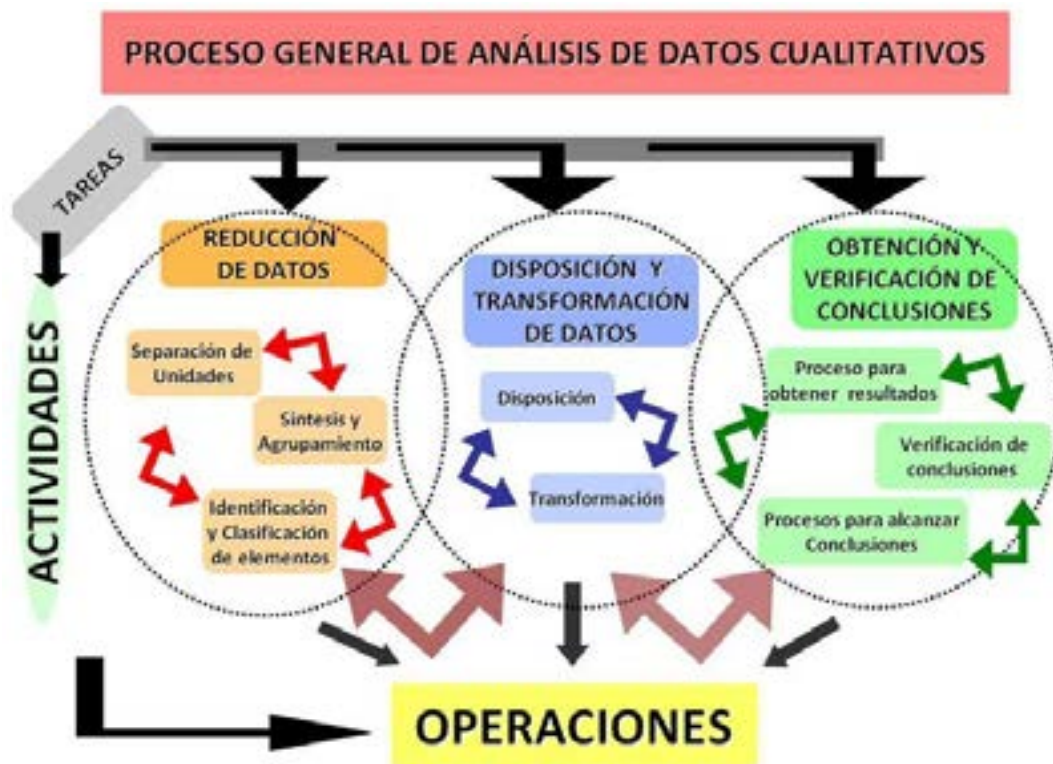 PROCESO GENERAL DE ANÁLISIS DE DATOS CUALITATIVOS
TAREAS
ACTIVIDADES
REDUCCIÓN
DE DATOS
Separación de
Unidades
Síntesis y
Agrupamiento
Identificación
y Clasificación
de elementos
DISPOSICIÓN Y
TRANSFORMACIÓN
DE DATOS
Disposición
Transformación
OBTENCIÓN Y
VERIFICACIÓN DE
CONCLUSIONES
Proceso para
obtener resultados
Verificación de
conclusiones
Procesos para alcanzar
Conclusiones
OPERACIONES